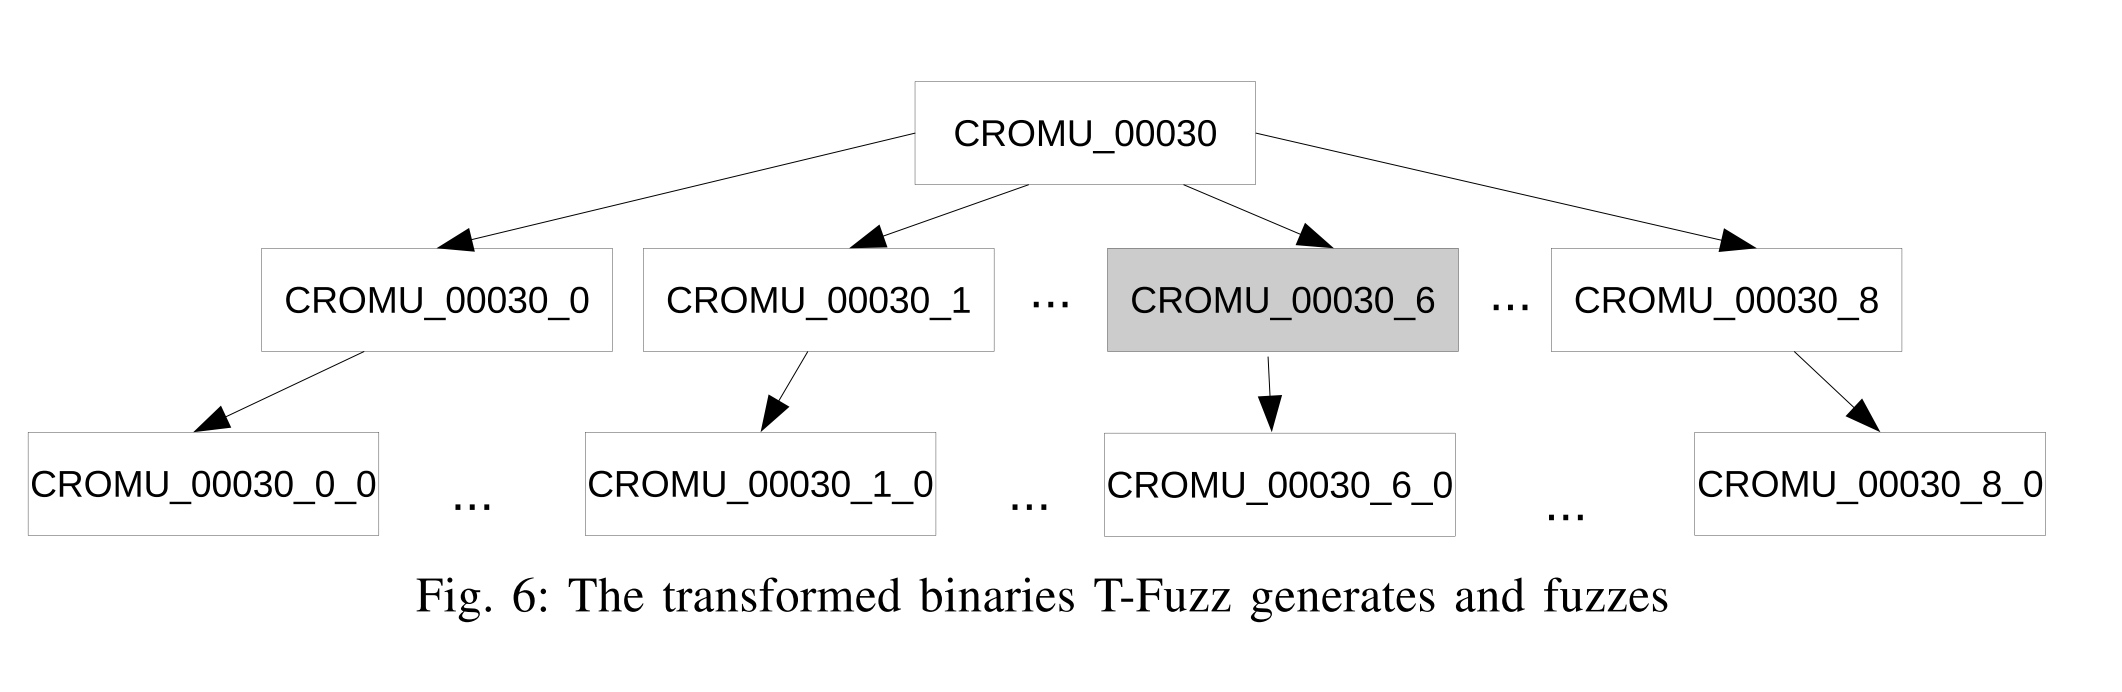 CROMU_00030
CROMU_00030_0 CROMU_00030_1 ... CROMU_00030_6 ... CROMU_00030_8
CROMU_00030_0_0 ... CROMU_00030_1_0 ... CROMU_00030_6_0 ... CROMU_00030_8_0
Fig. 6: The transformed binaries T-Fuzz generates and fuzzes